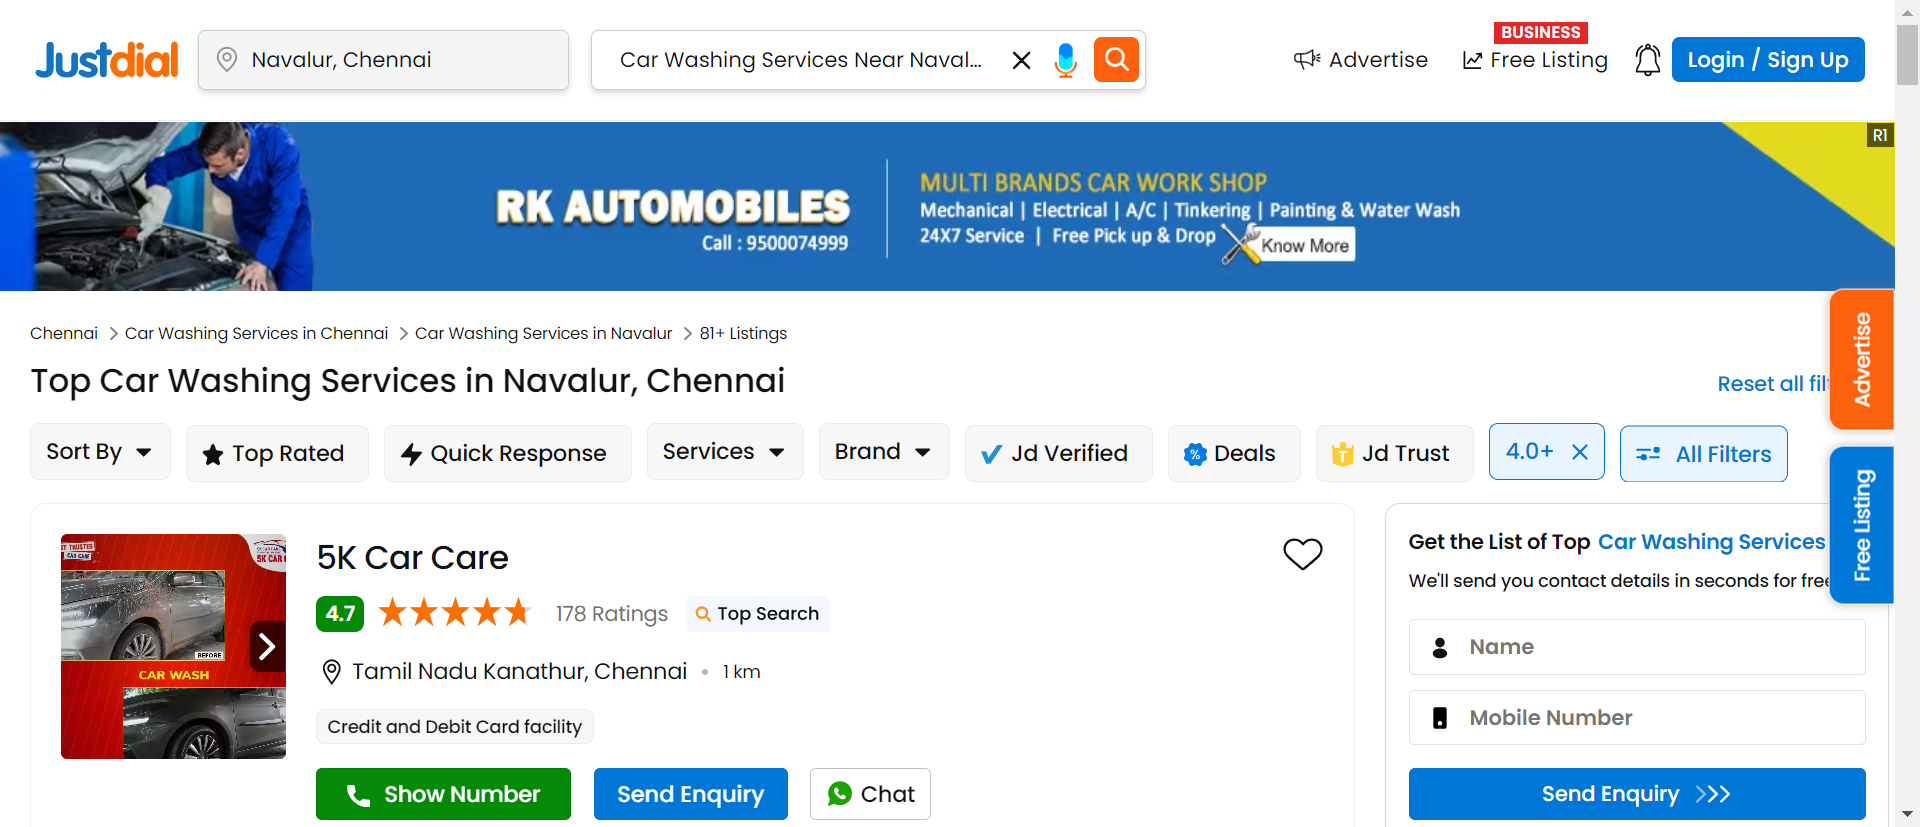 Justdial
Navalur, Chennai
Car Washing Services Near Naval...
Advertise
BUSINESS
Free Listing
Login / Sign Up
RK AUTOMOBILES
Call : 9500074999
MULTI BRANDS CAR WORK SHOP
Mechanical | Electrical | A/C | Tinkering | Painting & Water Wash
24X7 Service | Free Pick up & Drop
Know More
R1
Chennai > Car Washing Services in Chennai > Car Washing Services in Navalur > 81+ Listings
Top Car Washing Services in Navalur, Chennai
Reset all fil
Advertise
Free Listing
Sort By
Top Rated
Quick Response
Services
Brand
Jd Verified
Deals
Jd Trust
4.0+
All Filters
ST TRUSTED
CAR CARE
5K CAR
BEFORE
CAR WASH
5K Car Care
4.7
178 Ratings
Top Search
Tamil Nadu Kanathur, Chennai • 1 km
Credit and Debit Card facility
Show Number
Send Enquiry
Chat
Get the List of Top Car Washing Services
We'll send you contact details in seconds for fre
Name
Mobile Number
Send Enquiry